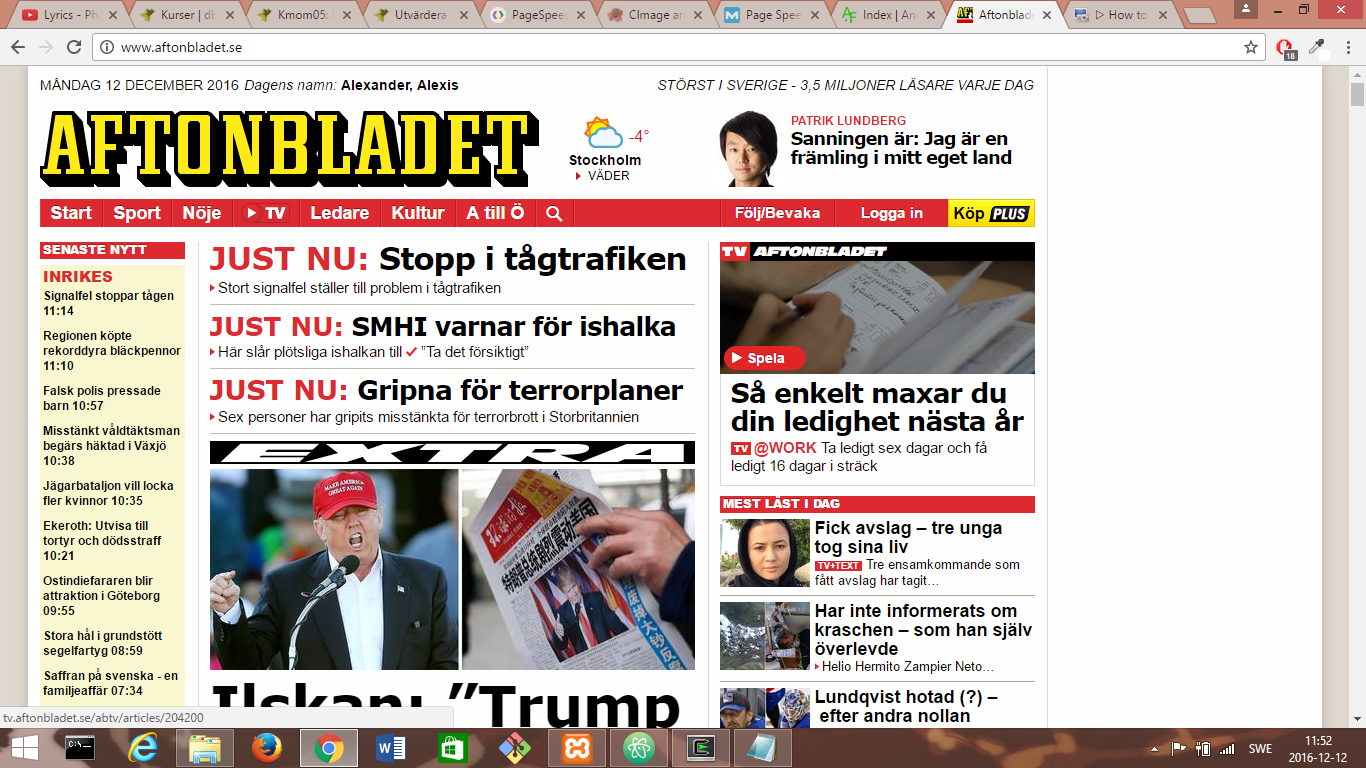 Lyrics - Ph
Kurser | db
Kmom05: 
Utvärdera
PageSpeed
CImage an
Page Spee
Index | An
Aftonblad
▷ How to
www.aftonbladet.se
18
MÅNDAG 12 DECEMBER 2016 Dagens namn: Alexander, Alexis
STÖRST I SVERIGE - 3,5 MILJONER LÄSARE VARJE DAG
AFTONBLADET
-4°
Stockholm
VÄDER
PATRIK LUNDBERG
Sanningen är: Jag är en
främling i mitt eget land
Start Sport Nöje TV Ledare Kultur A till Ö Följ/Bevaka Logga in Köp PLUS
SENASTE NYTT
INRIKES
Signalfel stoppar tågen
11:14
Regionen köpte
rekorddyra bläckpennor
11:10
Falsk polis pressade
barn 10:57
Misstänkt våldtäktsman
begärs häktad i Växjö
10:38
Jägarbataljon vill locka
fler kvinnor 10:35
Ekeroth: Utvisa till
tortyr och dödsstraff
10:21
Ostindiefararen blir
attraktion i Göteborg
09:55
Stora hål i grundstött
segelfartyg 08:59
Saffran på svenska - en
familjeaffär 07:34
JUST NU: Stopp i tågtrafiken
Stort signalfel ställer till problem i tågtrafiken
JUST NU: SMHI varnar för ishalka
Här slår plötsliga ishalkan till ✓ ”Ta det försiktigt”
JUST NU: Gripna för terrorplaner
Sex personer har gripits misstänkta för terrorbrott i Storbritannien
EXTRA
MAKE AMERICA
GREAT AGAIN
Ilskan: ”Trump
TV AFTONBLADET
Spela
Så enkelt maxar du
din ledighet nästa år
TV @WORK Ta ledigt sex dagar och få
ledigt 16 dagar i sträck
MEST LÄST I DAG
Fick avslag – tre unga
tog sina liv
TV+TEXT Tre ensamkommande som
fått avslag har tagit…
Har inte informerats om
kraschen – som han själv
överlevde
Helio Hermito Zampier Neto…
Lundqvist hotad (?) –
efter andra nollan
tv.aftonbladet.se/abtv/articles/204200
C:\_
SWE
11:52
2016-12-12